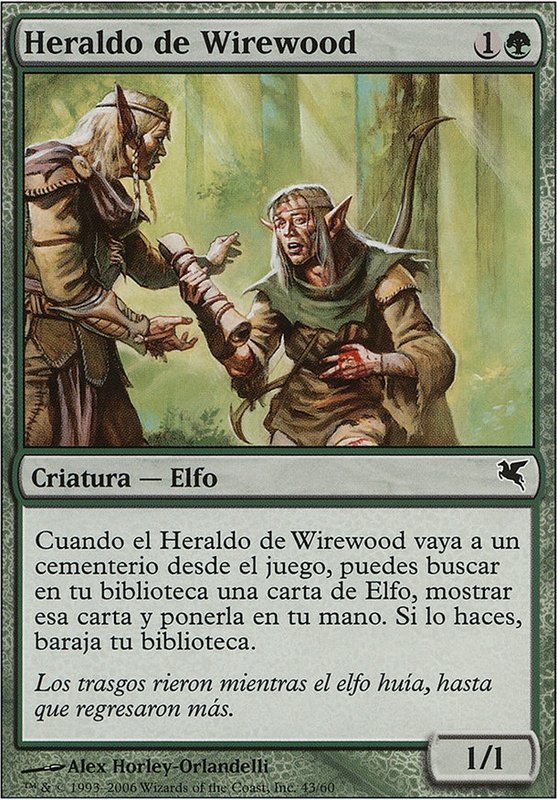 Heraldo de Wirewood 1
Criatura — Elfo
Cuando el Heraldo de Wirewood vaya a un
cementerio desde el juego, puedes buscar
en tu biblioteca una carta de Elfo, mostrar
esa carta y ponerla en tu mano. Si lo haces,
baraja tu biblioteca.
Los trasgos rieron mientras el elfo huía, hasta
que regresaron más.
1/1
Alex Horley-Orlandelli
™ & © 1993–2006 Wizards of the Coast, Inc. 43/60